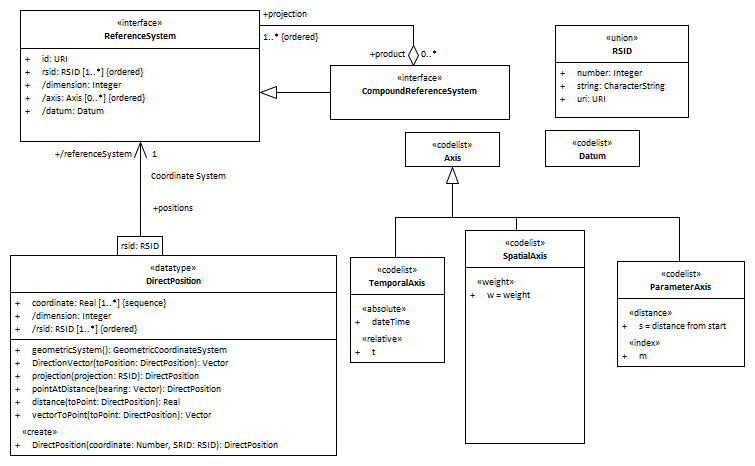 «interface»
ReferenceSystem
+ id: URI
+ rsid: RSID [1..*] {ordered}
+ /dimension: Integer
+ /axis: Axis [0..*] {ordered}
+ /datum: Datum
+projection
1..* {ordered}
+product
0..*
«interface»
CompoundReferenceSystem
«union»
RSID
+ number: Integer
+ string: CharacterString
+ uri: URI
«codelist»
Axis
«codelist»
Datum
+/referenceSystem
1
Coordinate System
+positions
rsid: RSID
«datatype»
DirectPosition
+ coordinate: Real [1..*] {sequence}
+ /dimension: Integer
+ /rsid: RSID [1..*] {ordered}
+ geometricSystem(): GeometricCoordinateSystem
+ DirectionVector(toPosition: DirectPosition): Vector
+ projection(projection: RSID): DirectPosition
+ pointAtDistance(bearing: Vector): DirectPosition
+ distance(toPoint: DirectPosition): Real
+ vectorToPoint(toPoint: DirectPosition): Vector
«create»
+ DirectPosition(coordinate: Number, SRID: RSID): DirectPosition
«codelist»
TemporalAxis
«absolute»
+ dateTime
«relative»
+ t
«codelist»
SpatialAxis
«weight»
+ w = weight
«codelist»
ParameterAxis
«distance»
+ s = distance from start
«index»
+ m